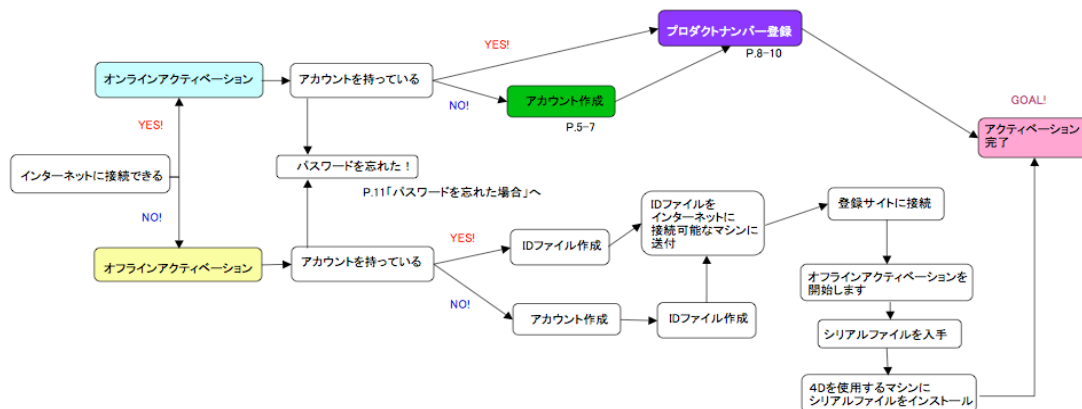 プロダクトナンバー登録
YES!
P.8-10
オンラインアクティベーション
アカウントを持っている
NO!
アカウント作成
P.5-7
GOAL!
アクティベーション
完了
YES!
インターネットに接続できる
パスワードを忘れた！
P.11「パスワードを忘れた場合」へ
NO!
オフラインアクティベーション
アカウントを持っている
YES!
IDファイル作成
IDファイルを
インターネットに
接続可能なマシンに
送付
登録サイトに接続
NO!
アカウント作成
IDファイル作成
オフラインアクティベーションを
開始します
シリアルファイルを入手
4Dを使用するマシンに
シリアルファイルをインストール